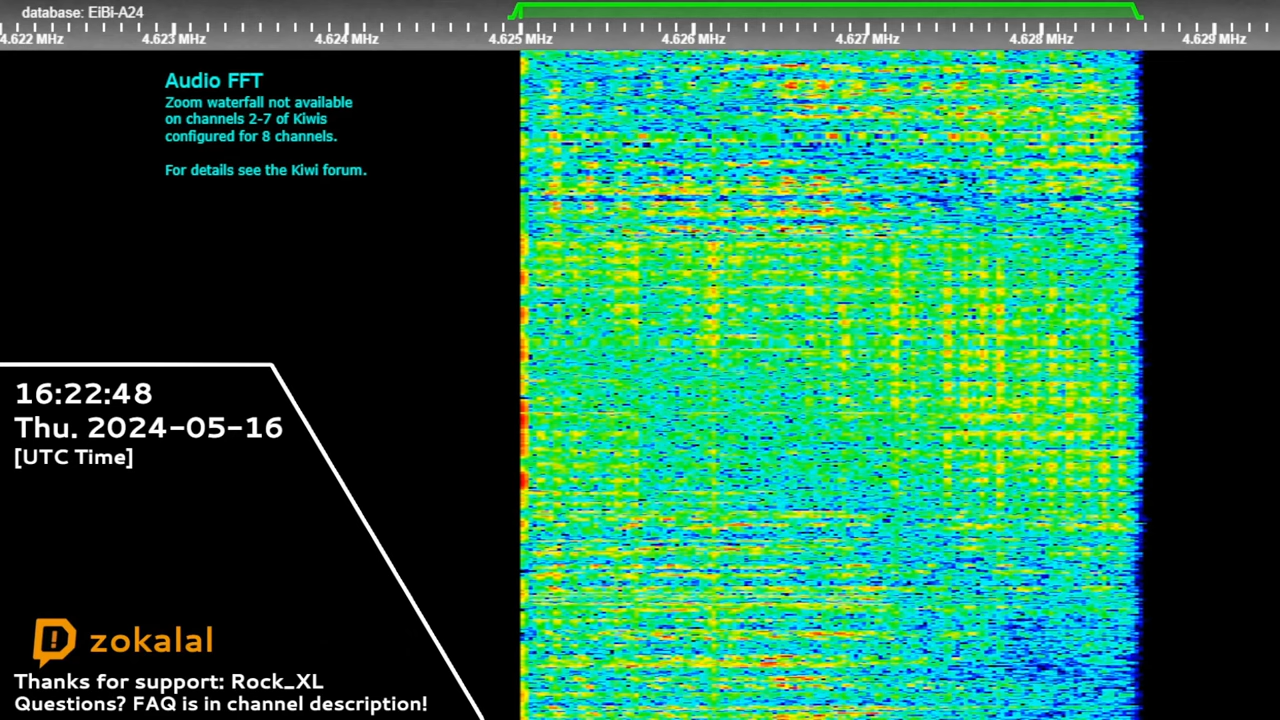 database: EiBi-A24
4.622 MHz 4.623 MHz 4.624 MHz 4.625 MHz 4.626 MHz 4.627 MHz 4.628 MHz 4.629 MHz
Audio FFT
Zoom waterfall not available
on channels 2-7 of Kiwis
configured for 8 channels.
For details see the Kiwi forum.
16:22:48
Thu. 2024-05-16
[UTC Time]
zokalal
Thanks for support: Rock_XL
Questions? FAQ is in channel description!